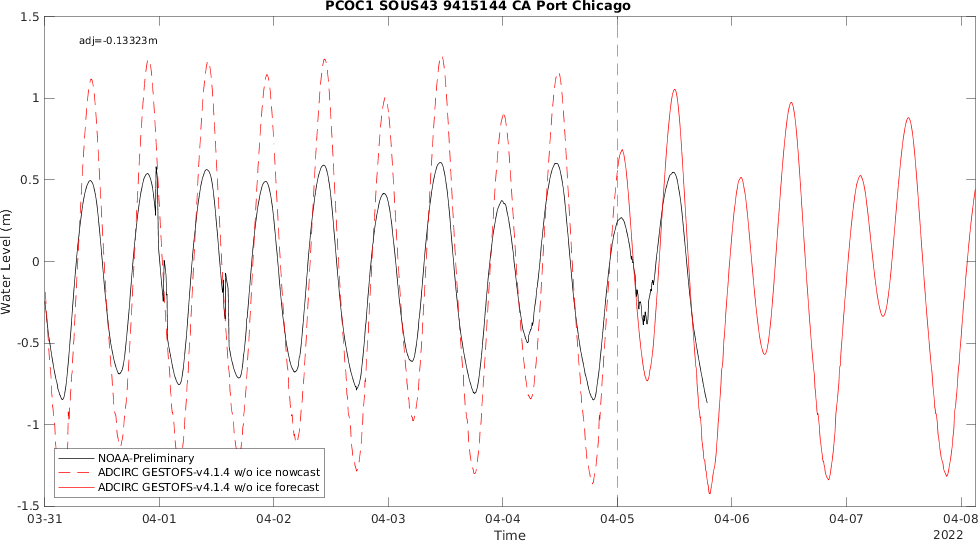 PCOC1 SOUS43 9415144 CA Port Chicago
adj=-0.13323m
1.5
1
0.5
0
-0.5
-1
-1.5
Water Level (m)
NOAA-Preliminary
ADCIRC GESTOFS-v4.1.4 w/o ice nowcast
ADCIRC GESTOFS-v4.1.4 w/o ice forecast
03-31 04-01 04-02 04-03 04-04 04-05 04-06 04-07 04-08
Time
2022